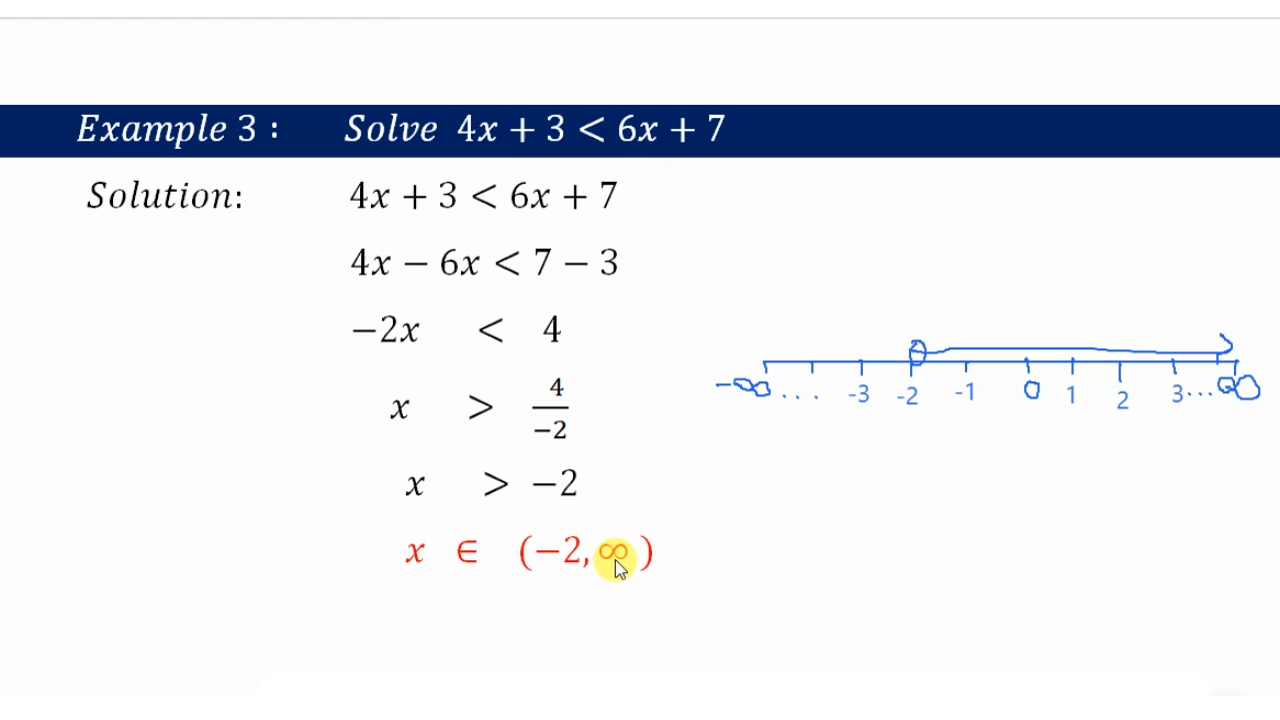 Example 3 : Solve 4x + 3 < 6x + 7
Solution: 4x + 3 < 6x + 7
4x − 6x < 7 − 3
−2x < 4
x > 4/−2
x > −2
x ∈ (−2, ∞)
−∞ ... -3 -2 -1 0 1 2 3... ∞